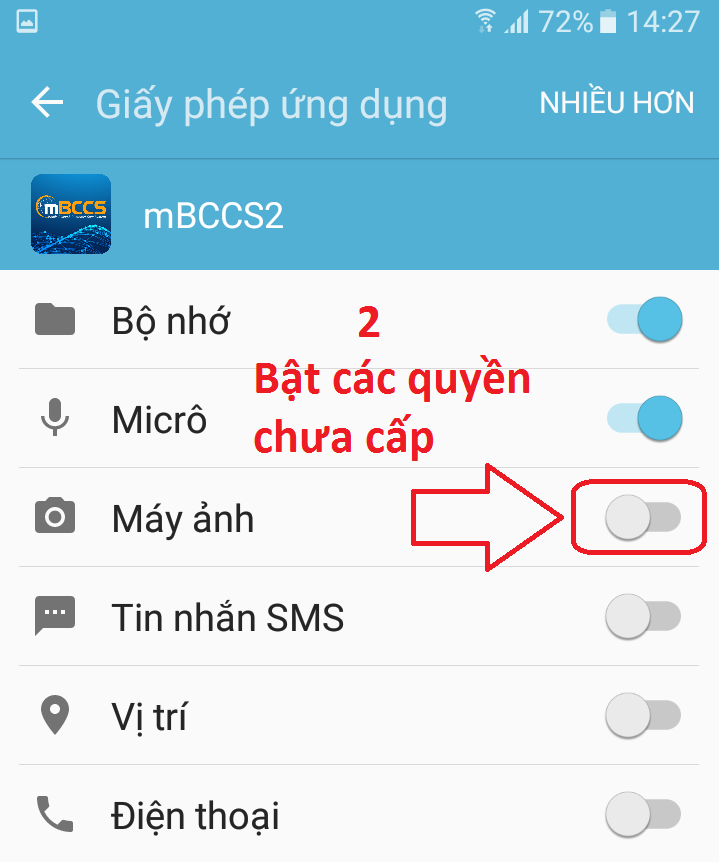 72% 14:27
Giấy phép ứng dụng NHIỀU HƠN
mBCCS
mBCCS2
Bộ nhớ
2
Bật các quyền
Micrô
chưa cấp
Máy ảnh
Tin nhắn SMS
Vị trí
Điện thoại